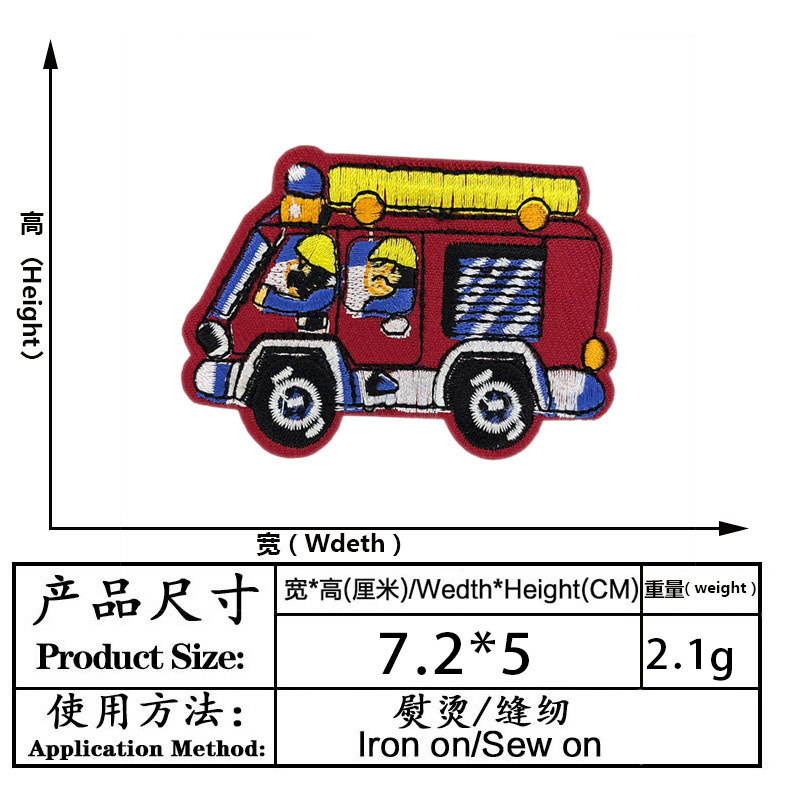 高(Height)
宽 ( Wdeth )
产品尺寸
Product Size:
宽*高(厘米)/Wedth*Height(CM)
重量( weight )
7.2*5
2.1g
使用方法:
Application Method:
熨烫/缝纫
Iron on/Sew on